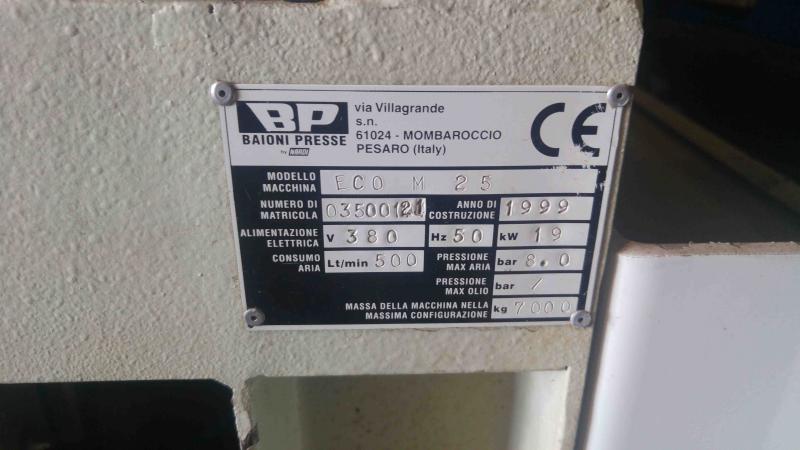 BP
BAIONI PRESSE
by NARDI
via Villagrande
s.n.
61024 - MOMBAROCCIO
PESARO (Italy)
CE
MODELLO MACCHINA ECO M 25
NUMERO DI MATRICOLA ANNO DI COSTRUZIONE 1999
ALIMENTAZIONE ELETTRICA V 380 Hz 50 kW 19
CONSUMO ARIA Lt/min 500 PRESSIONE MAX ARIA bar 8.0
PRESSIONE MAX OLIO bar /
MASSA DELLA MACCHINA NELLA MASSIMA CONFIGURAZIONE kg 7000